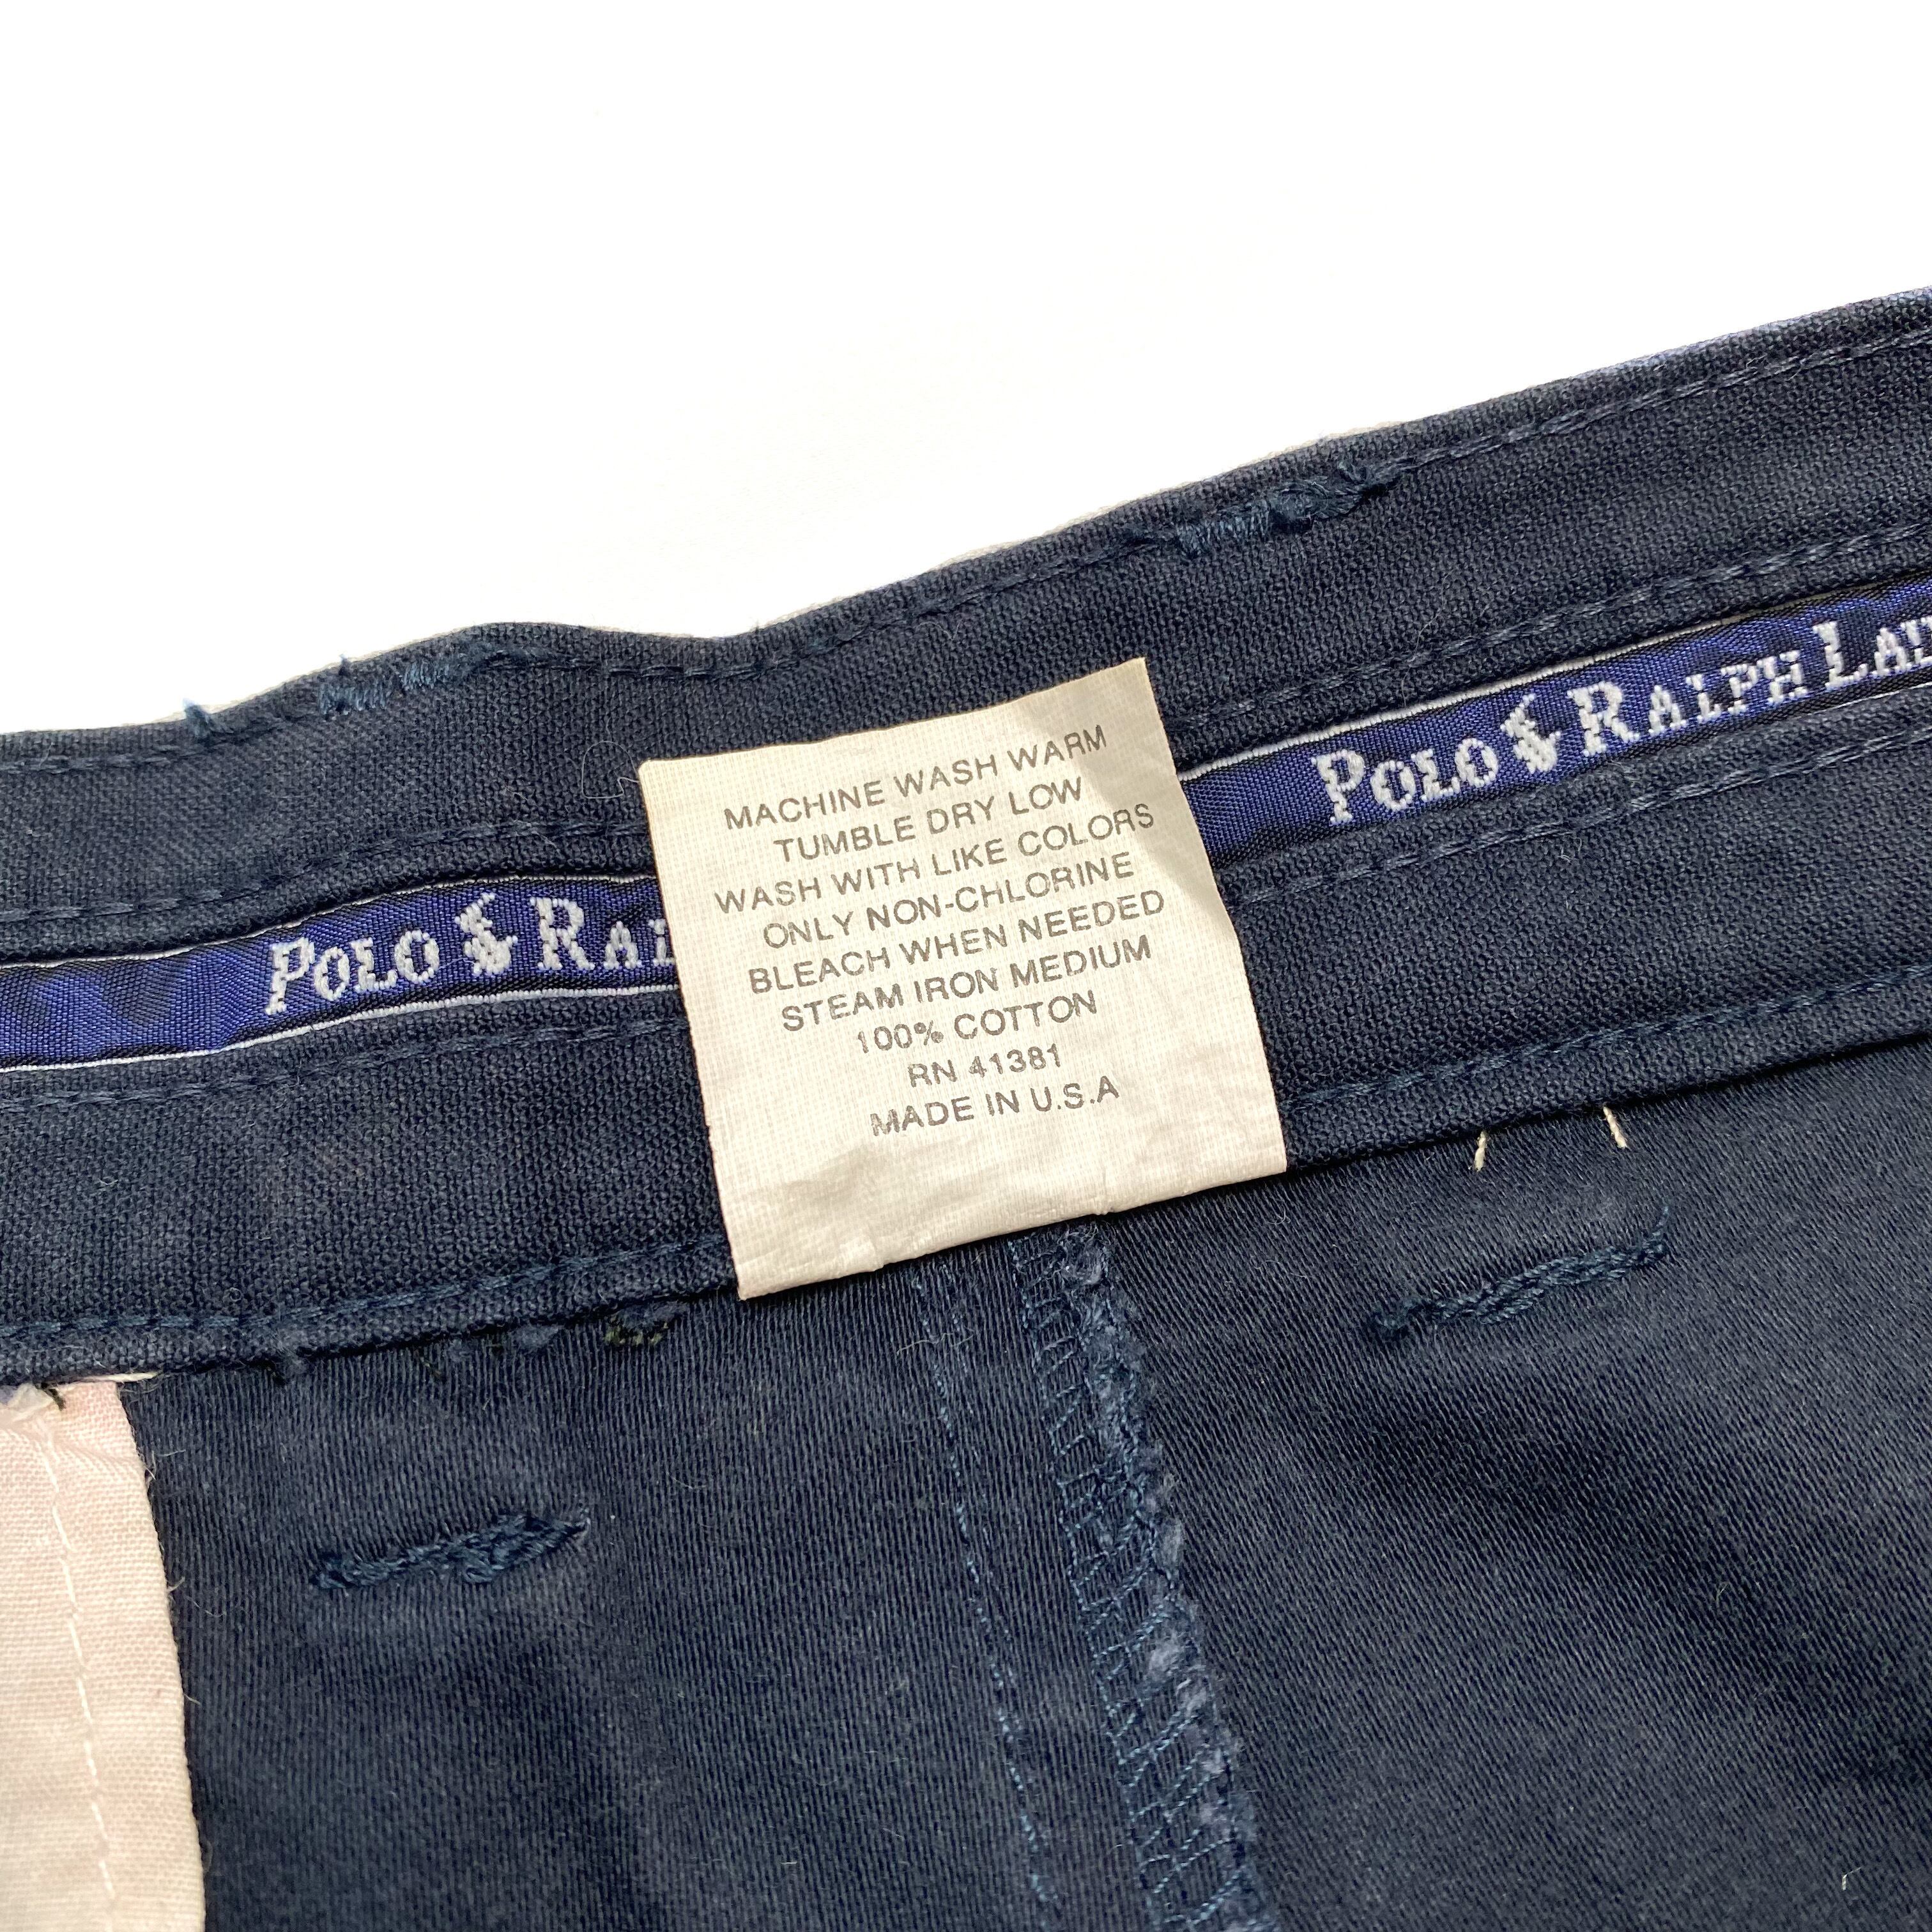 MACHINE WASH WARM
TUMBLE DRY LOW
WASH WITH LIKE COLORS
ONLY NON-CHLORINE
BLEACH WHEN NEEDED
STEAM IRON MEDIUM
100% COTTON
RN 41381
MADE IN U.S.A
POLO RAL
POLO RALPH LAU